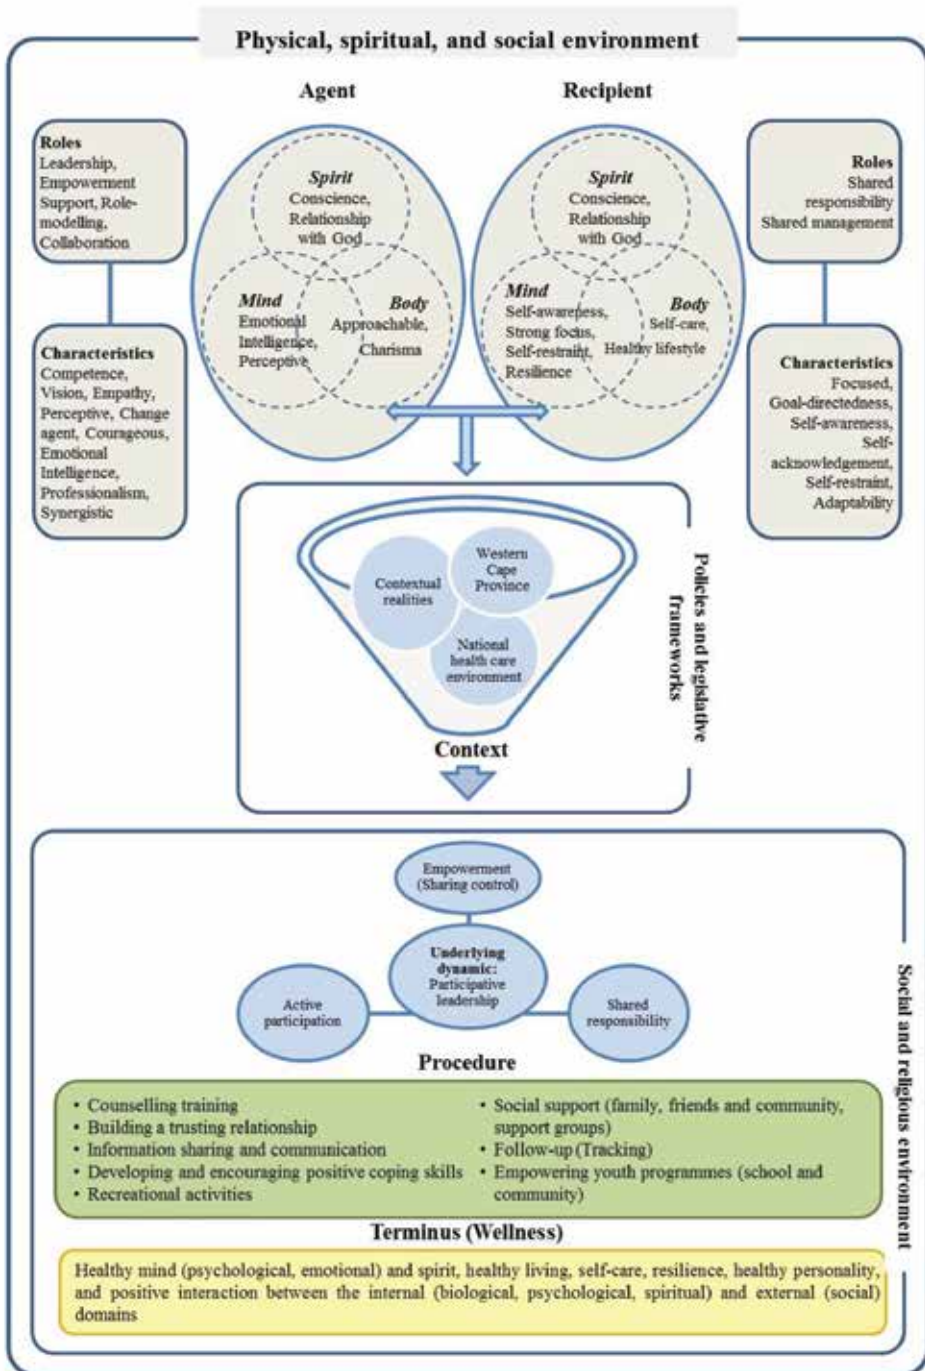 Physical, spiritual, and social environment
Agent
Recipient
Roles
Leadership,
Empowerment
Support, Role-
modelling,
Collaboration
Characteristics
Competence,
Vision, Empathy,
Perceptive, Change
agent, Courageous,
Emotional
Intelligence,
Professionalism,
Synergistic
Spirit
Conscience,
Relationship
with God
Mind
Emotional
Intelligence,
Perceptive
Body
Approachable,
Charisma
Spirit
Conscience,
Relationship
with God
Mind
Self-awareness,
Strong focus,
Self-restraint,
Resilience
Body
Self-care,
Healthy lifestyle
Roles
Shared
responsibility
Shared management
Characteristics
Focused,
Goal-directedness,
Self-awareness,
Self-
acknowledgement,
Self-restraint,
Adaptability
Contextual
realities
Western
Cape
Province
National
health care
environment
Context
Policies and legislative
frameworks
Empowerment
(Sharing control)
Underlying
dynamic:
Participative
leadership
Active
participation
Shared
responsibility
Procedure
• Counselling training
• Building a trusting relationship
• Information sharing and communication
• Developing and encouraging positive coping skills
• Recreational activities
• Social support (family, friends and community,
support groups)
• Follow-up (Tracking)
• Empowering youth programmes (school and
community)
Terminus (Wellness)
Healthy mind (psychological, emotional) and spirit, healthy living, self-care, resilience, healthy personality,
and positive interaction between the internal (biological, psychological, spiritual) and external (social)
domains
Social and religious environment